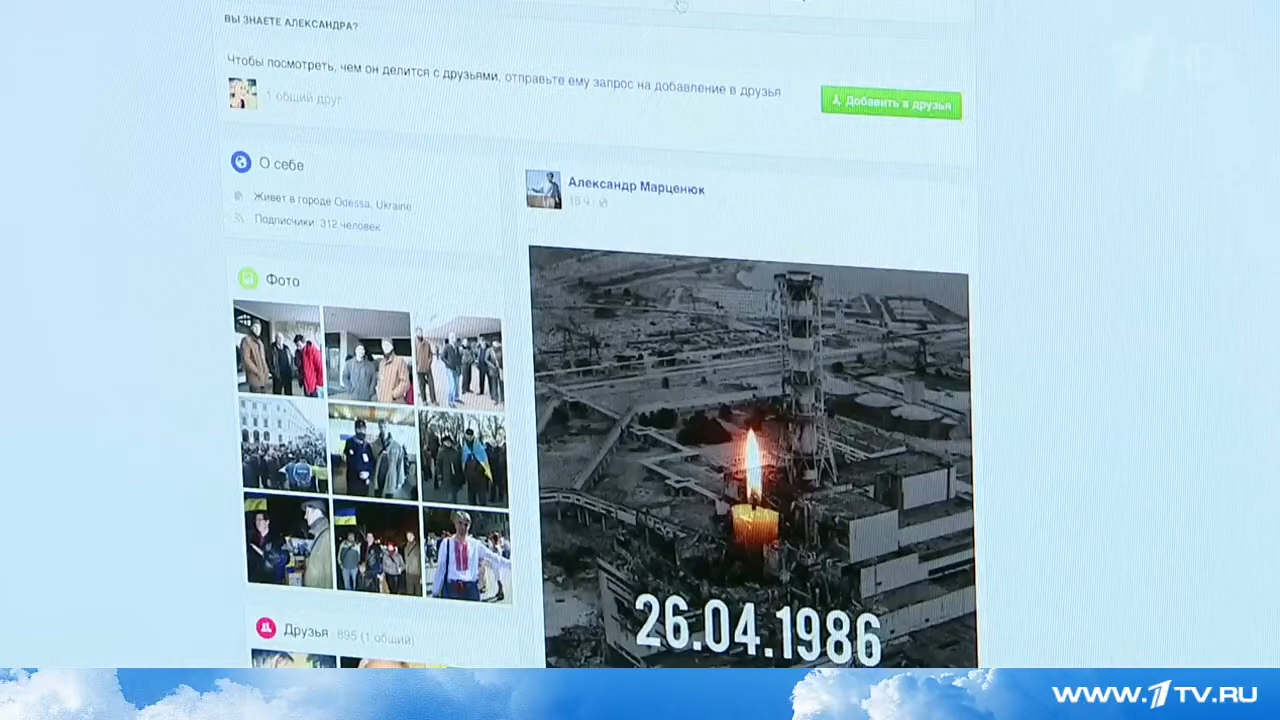 ВЫ ЗНАЕТЕ АЛЕКСАНДРА?
Чтобы посмотреть, чем он делится с друзьями, отправьте ему запрос на добавление в друзья
1 общий друг
Добавить в друзья
О себе
Живет в городе Odessa, Ukraine
Подписчики: 312 человек
Александр Марценюк
16 ч
Фото
26.04.1986
Друзья 895 (1 общий)
WWW.1TV.RU